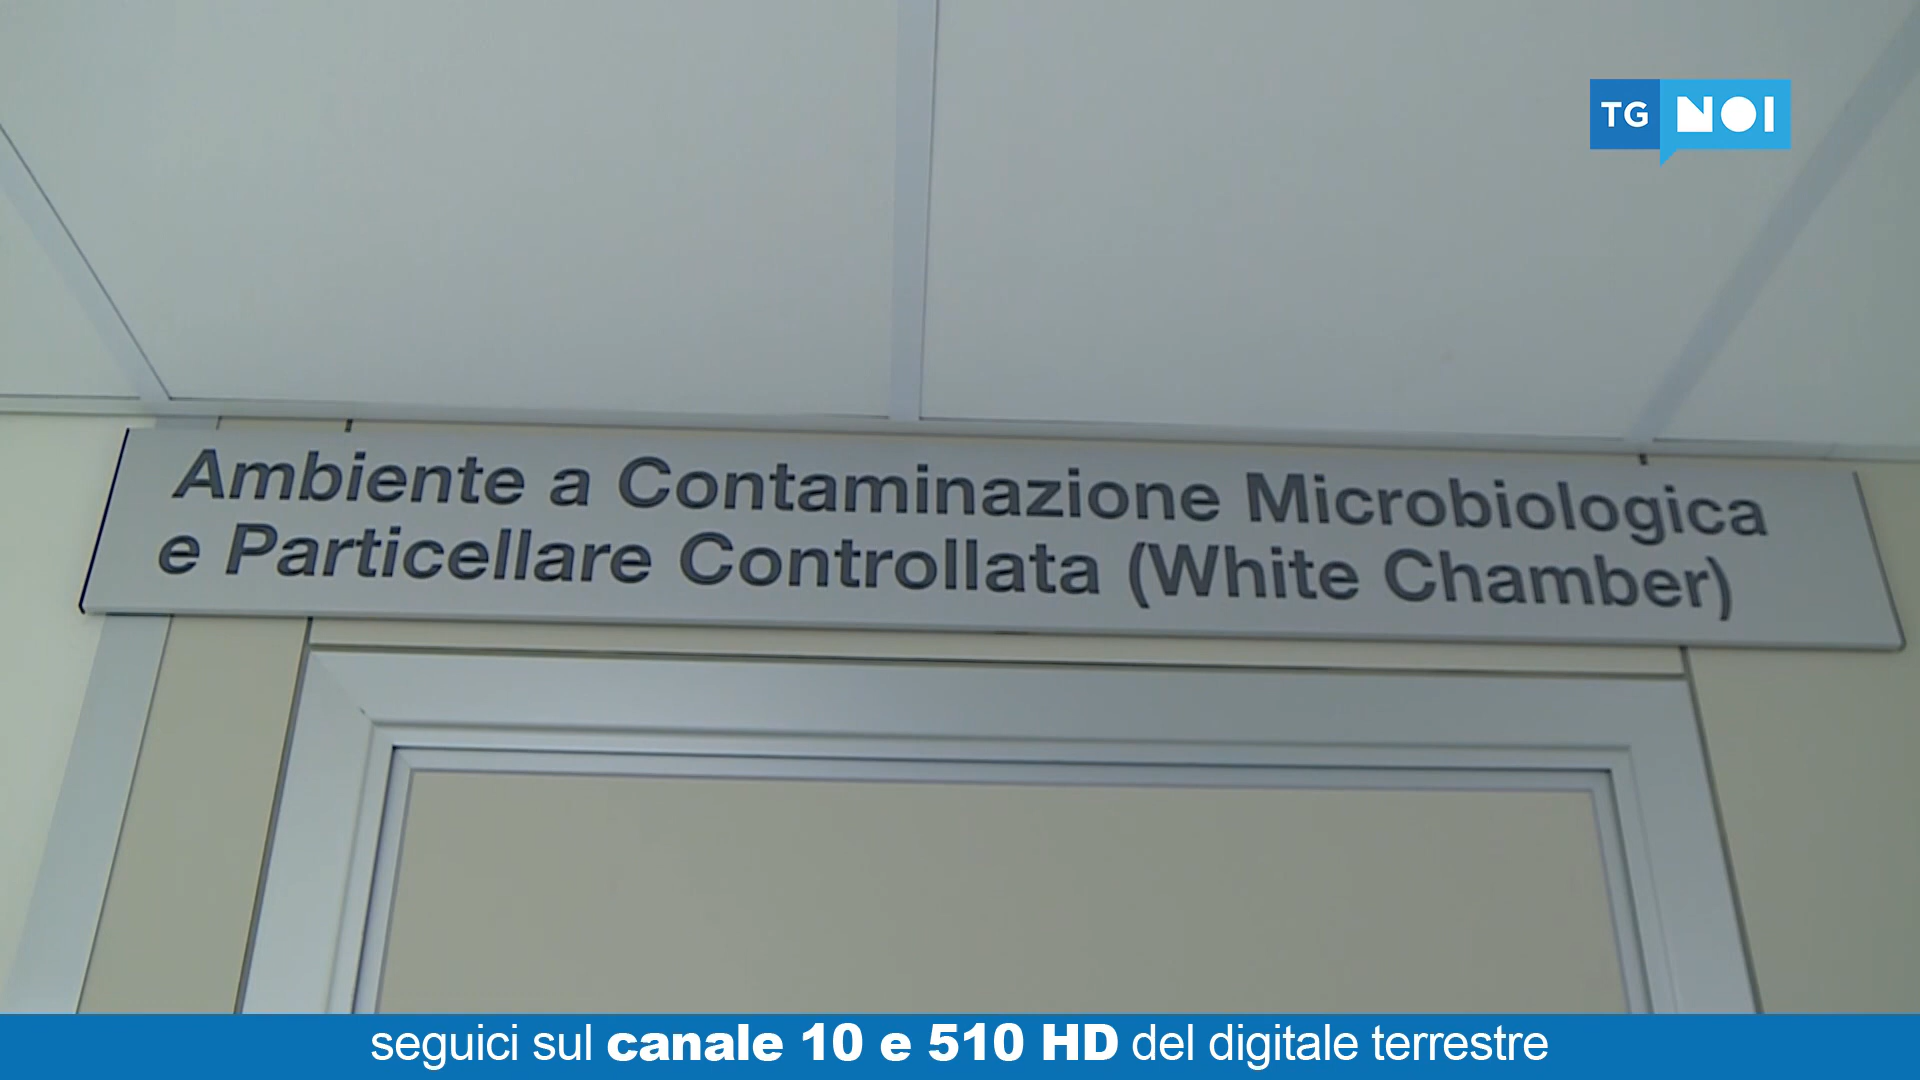 TG NOI
Ambiente a Contaminazione Microbiologica
e Particellare Controllata (White Chamber)
seguici sul canale 10 e 510 HD del digitale terrestre